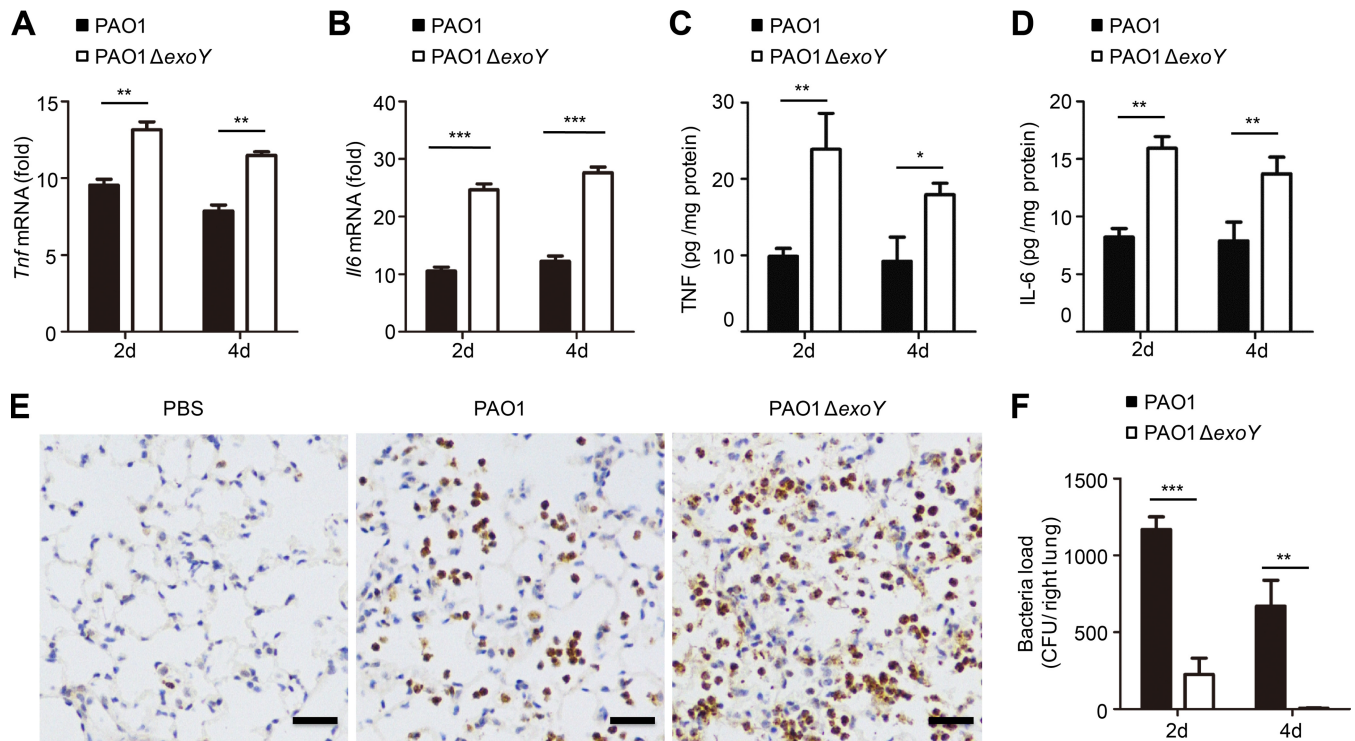 A
PAO1
PAO1 ΔexoY
Tnf mRNA (fold)
15
10
5
0
**
**
2d
4d
B
PAO1
PAO1 ΔexoY
Il6 mRNA (fold)
40
30
20
10
0
***
***
2d
4d
C
PAO1
PAO1 ΔexoY
TNF (pg /mg protein)
30
20
10
0
**
*
2d
4d
D
PAO1
PAO1 ΔexoY
IL-6 (pg /mg protein)
20
15
10
5
0
**
**
2d
4d
E
PBS
PAO1
PAO1 ΔexoY
F
PAO1
PAO1 ΔexoY
Bacteria load
(CFU/ right lung)
1500
1000
500
0
***
**
2d
4d